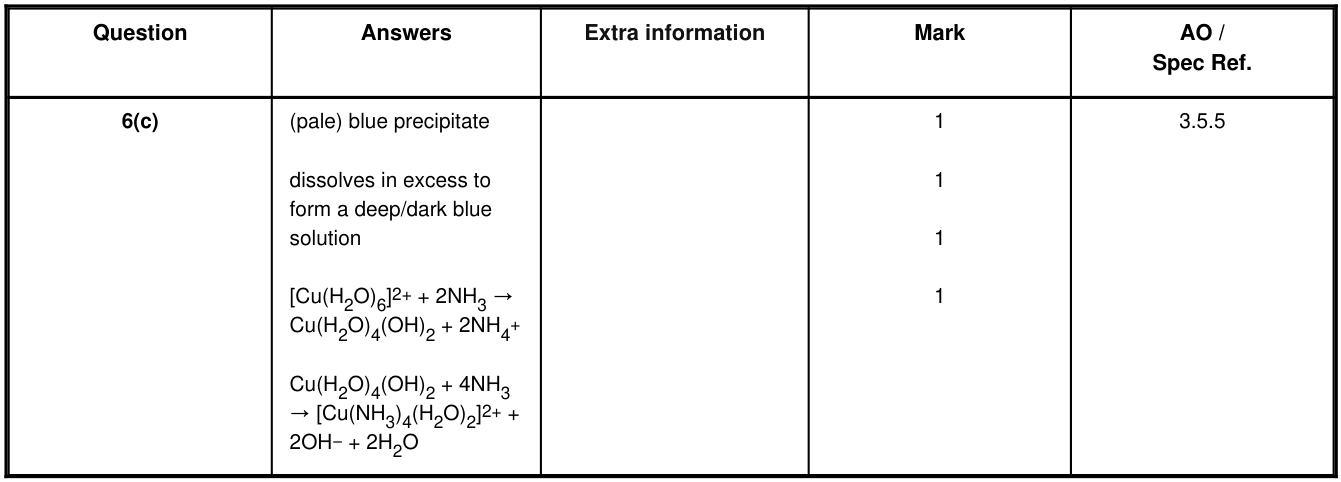 Question Answers Extra information Mark AO /
Spec Ref.
6(c) (pale) blue precipitate 1 3.5.5
dissolves in excess to 1
form a deep/dark blue
solution 1
[Cu(H2O)6]2+ + 2NH3 → 1
Cu(H2O)4(OH)2 + 2NH4+
Cu(H2O)4(OH)2 + 4NH3
→ [Cu(NH3)4(H2O)2]2+ +
2OH– + 2H2O